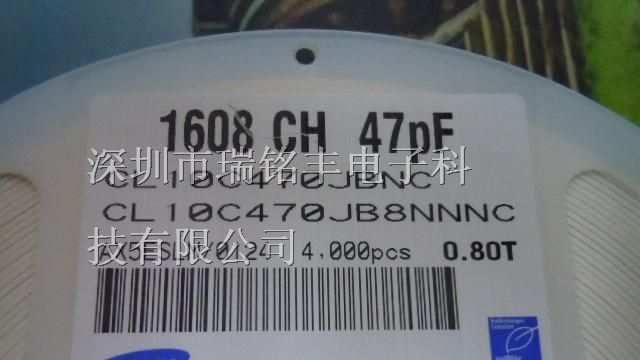 1608 CH 47pF
深圳市瑞铭丰电子科
CL10C470JBNC
CL10C470JB8NNNC
技有限公司
4,000pcs 0.80T